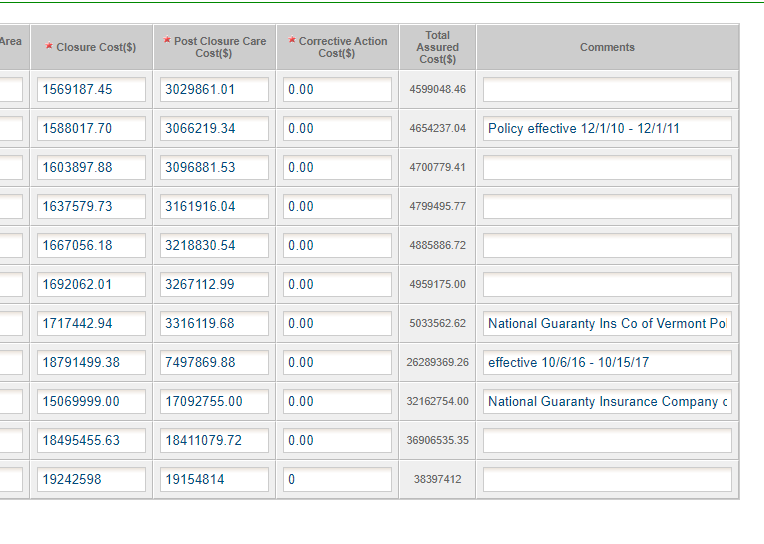 Area * Closure Cost($) * Post Closure Care Cost($) * Corrective Action Cost($) Total Assured Cost($) Comments
1569187.45 3029861.01 0.00 4599048.46
1588017.70 3066219.34 0.00 4654237.04 Policy effective 12/1/10 - 12/1/11
1603897.88 3096881.53 0.00 4700779.41
1637579.73 3161916.04 0.00 4799495.77
1667056.18 3218830.54 0.00 4885886.72
1692062.01 3267112.99 0.00 4959175.00
1717442.94 3316119.68 0.00 5033562.62 National Guaranty Ins Co of Vermont Pol
18791499.38 7497869.88 0.00 26289369.26 effective 10/6/16 - 10/15/17
15069999.00 17092755.00 0.00 32162754.00 National Guaranty Insurance Company
18495455.63 18411079.72 0.00 36906535.35
19242598 19154814 0 38397412